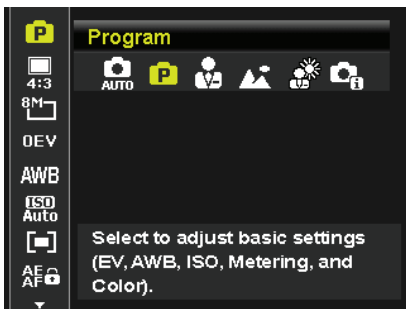 P
Program
AUTO P i
4:3
8M
0EV
AWB
ISO
Auto
AE
AF
Select to adjust basic settings
(EV, AWB, ISO, Metering, and
Color).